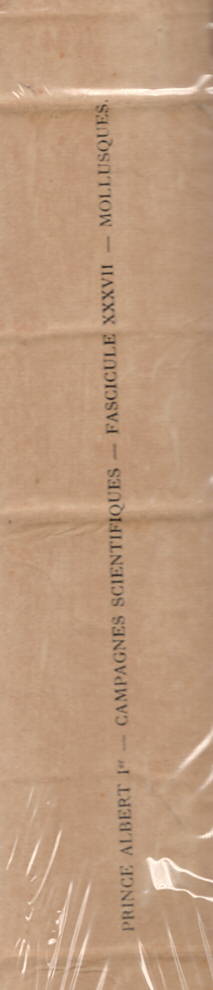 PRINCE ALBERT Ier — CAMPAGNES SCIENTIFIQUES — FASCICULE XXXVII — MOLLUSQUES.